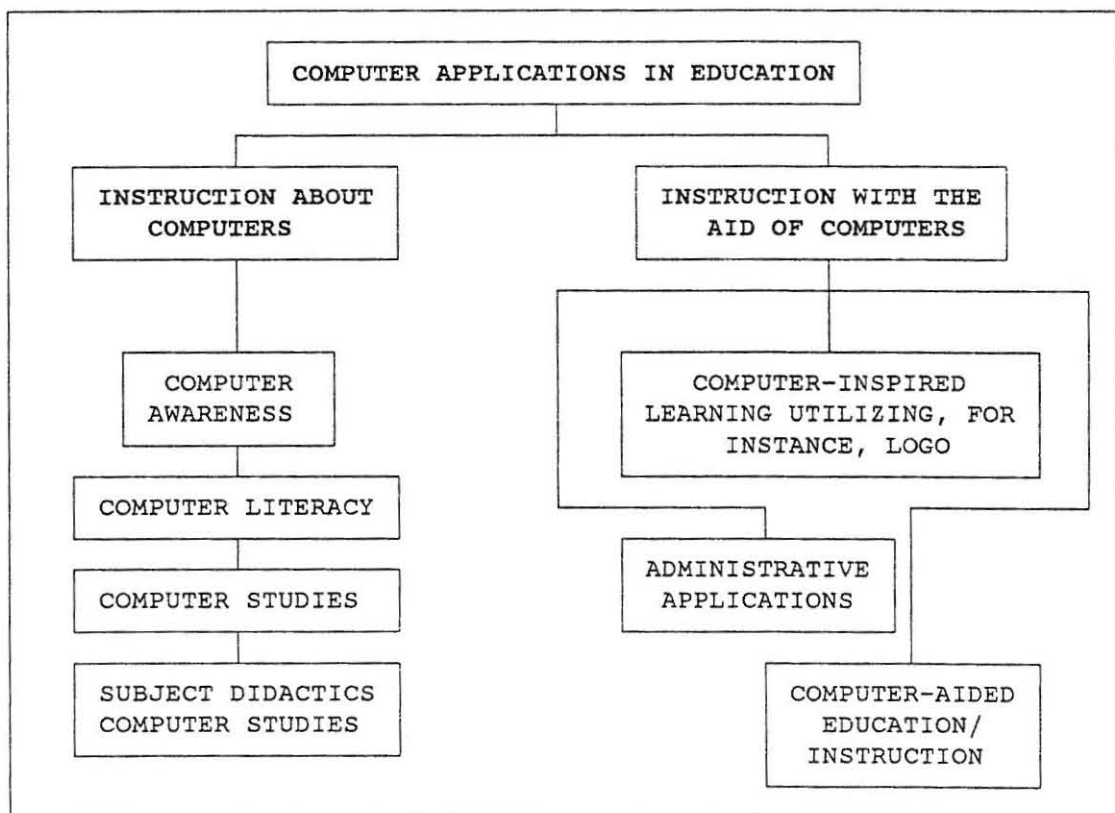 COMPUTER APPLICATIONS IN EDUCATION
INSTRUCTION ABOUT
COMPUTERS
INSTRUCTION WITH THE
AID OF COMPUTERS
COMPUTER
AWARENESS
COMPUTER-INSPIRED
LEARNING UTILIZING, FOR
INSTANCE, LOGO
COMPUTER LITERACY
COMPUTER STUDIES
ADMINISTRATIVE
APPLICATIONS
SUBJECT DIDACTICS
COMPUTER STUDIES
COMPUTER-AIDED
EDUCATION/
INSTRUCTION